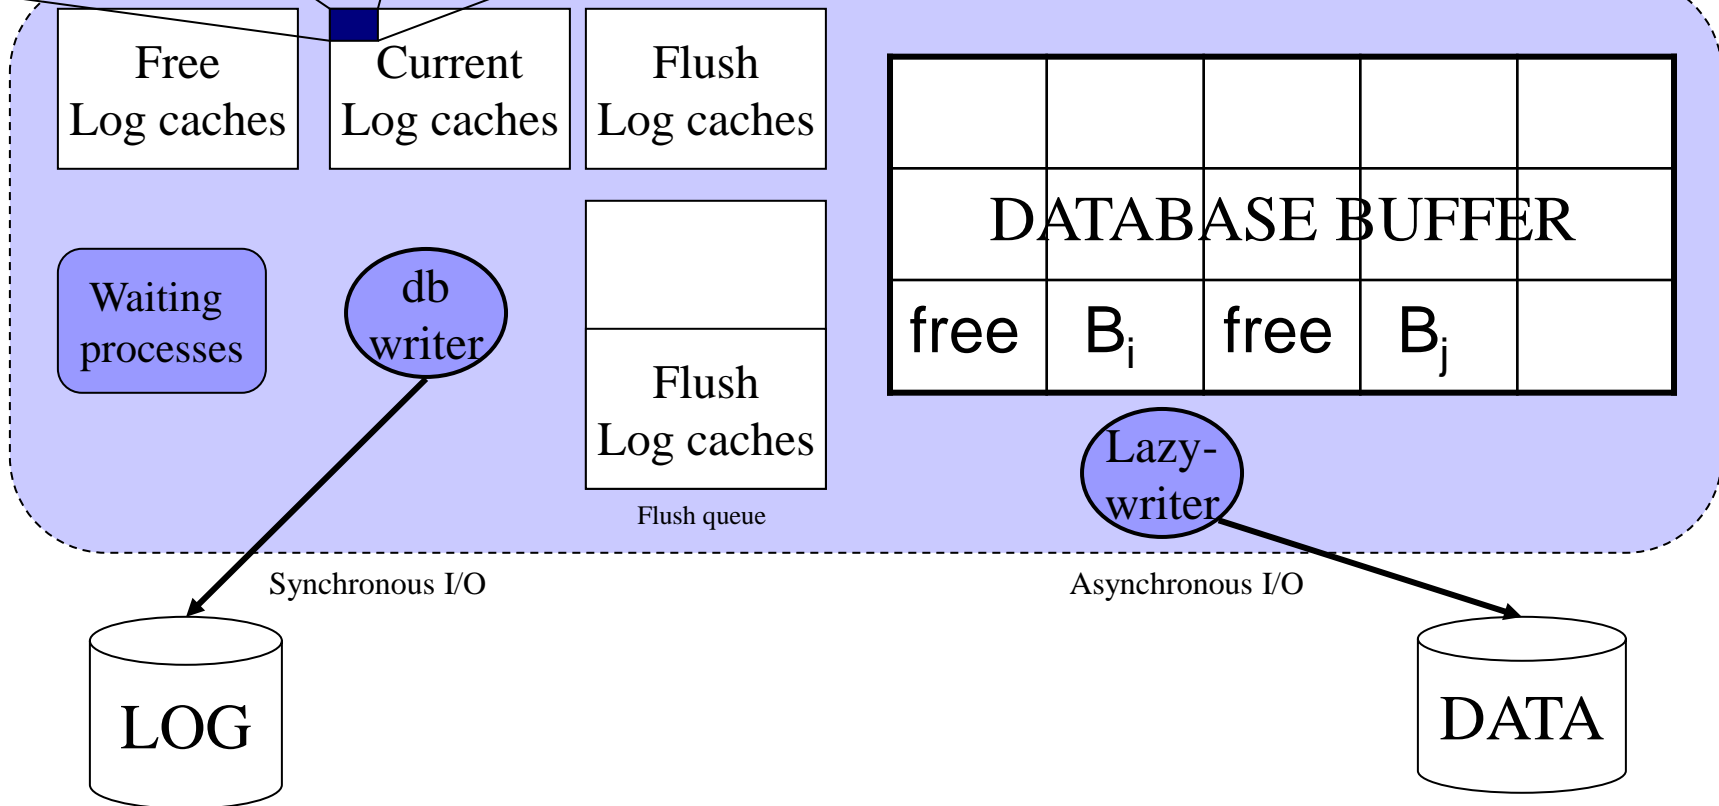 Free
Log caches
Current
Log caches
Flush
Log caches
DATABASE BUFFER
free
Bi
free
Bj
Waiting
processes
db
writer
Flush
Log caches
Flush queue
Lazy-
writer
Synchronous I/O
Asynchronous I/O
LOG
DATA